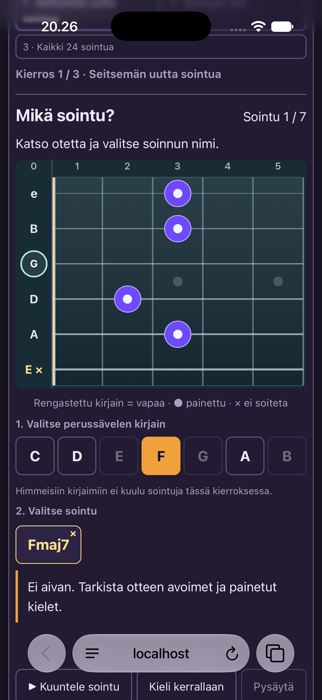 20.26
3 · Kaikki 24 sointua
Kierros 1 / 3 · Seitsemän uutta sointua
Mikä sointu?
Sointu 1 / 7
Katso otetta ja valitse soinnun nimi.
0 1 2 3 4 5
e
B
G
D
A
E ×
Rengastettu kirjain = vapaa · ● painettu · × ei soiteta
1. Valitse perussävelen kirjain
C D E F G A B
Himmeisiin kirjaimiin ei kuulu sointuja tässä kierroksessa.
2. Valitse sointu
Fmaj7 ×
Ei aivan. Tarkista otteen avoimet ja painetut
kielet.
localhost
▶ Kuuntele sointu
Kieli kerrallaan
Pysäytä